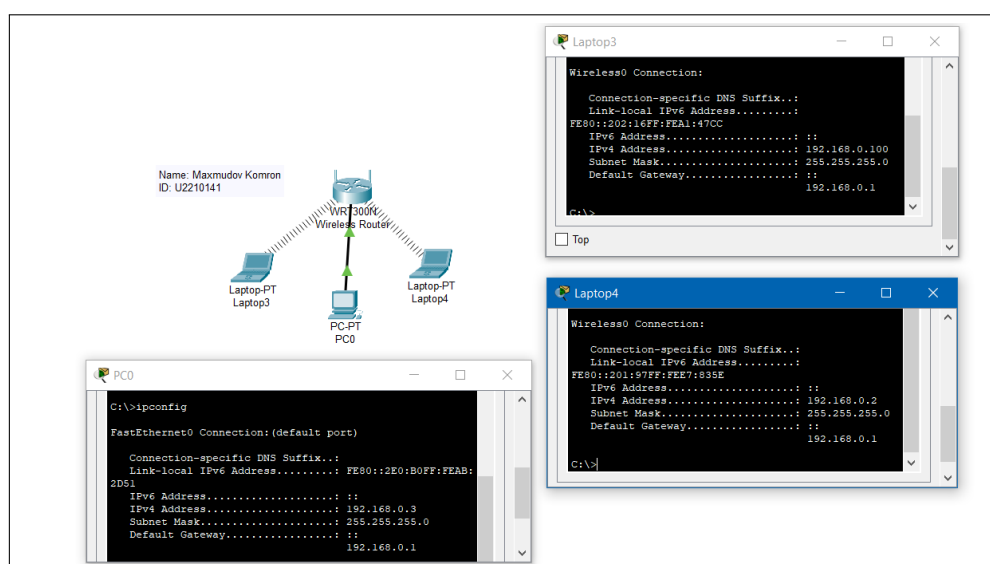 Name: Maxmudov Komron
ID: U2210141
WRT300N
Wireless Router
Laptop-PT
Laptop3
Laptop-PT
Laptop4
PC-PT
PC0
Laptop3
Wireless0 Connection:
Connection-specific DNS Suffix..:
Link-local IPv6 Address.........:
FE80::202:16FF:FEA1:47CC
IPv6 Address....................: ::
IPv4 Address....................: 192.168.0.100
Subnet Mask.....................: 255.255.255.0
Default Gateway.................: ::
192.168.0.1
C:\>
Top
Laptop4
Wireless0 Connection:
Connection-specific DNS Suffix..:
Link-local IPv6 Address.........:
FE80::201:97FF:FEE7:835E
IPv6 Address....................: ::
IPv4 Address....................: 192.168.0.2
Subnet Mask.....................: 255.255.255.0
Default Gateway.................: ::
192.168.0.1
C:\>
PC0
C:\>ipconfig
FastEthernet0 Connection:(default port)
Connection-specific DNS Suffix..:
Link-local IPv6 Address.........: FE80::2E0:B0FF:FEAB:
2D51
IPv6 Address....................: ::
IPv4 Address....................: 192.168.0.3
Subnet Mask.....................: 255.255.255.0
Default Gateway.................: ::
192.168.0.1